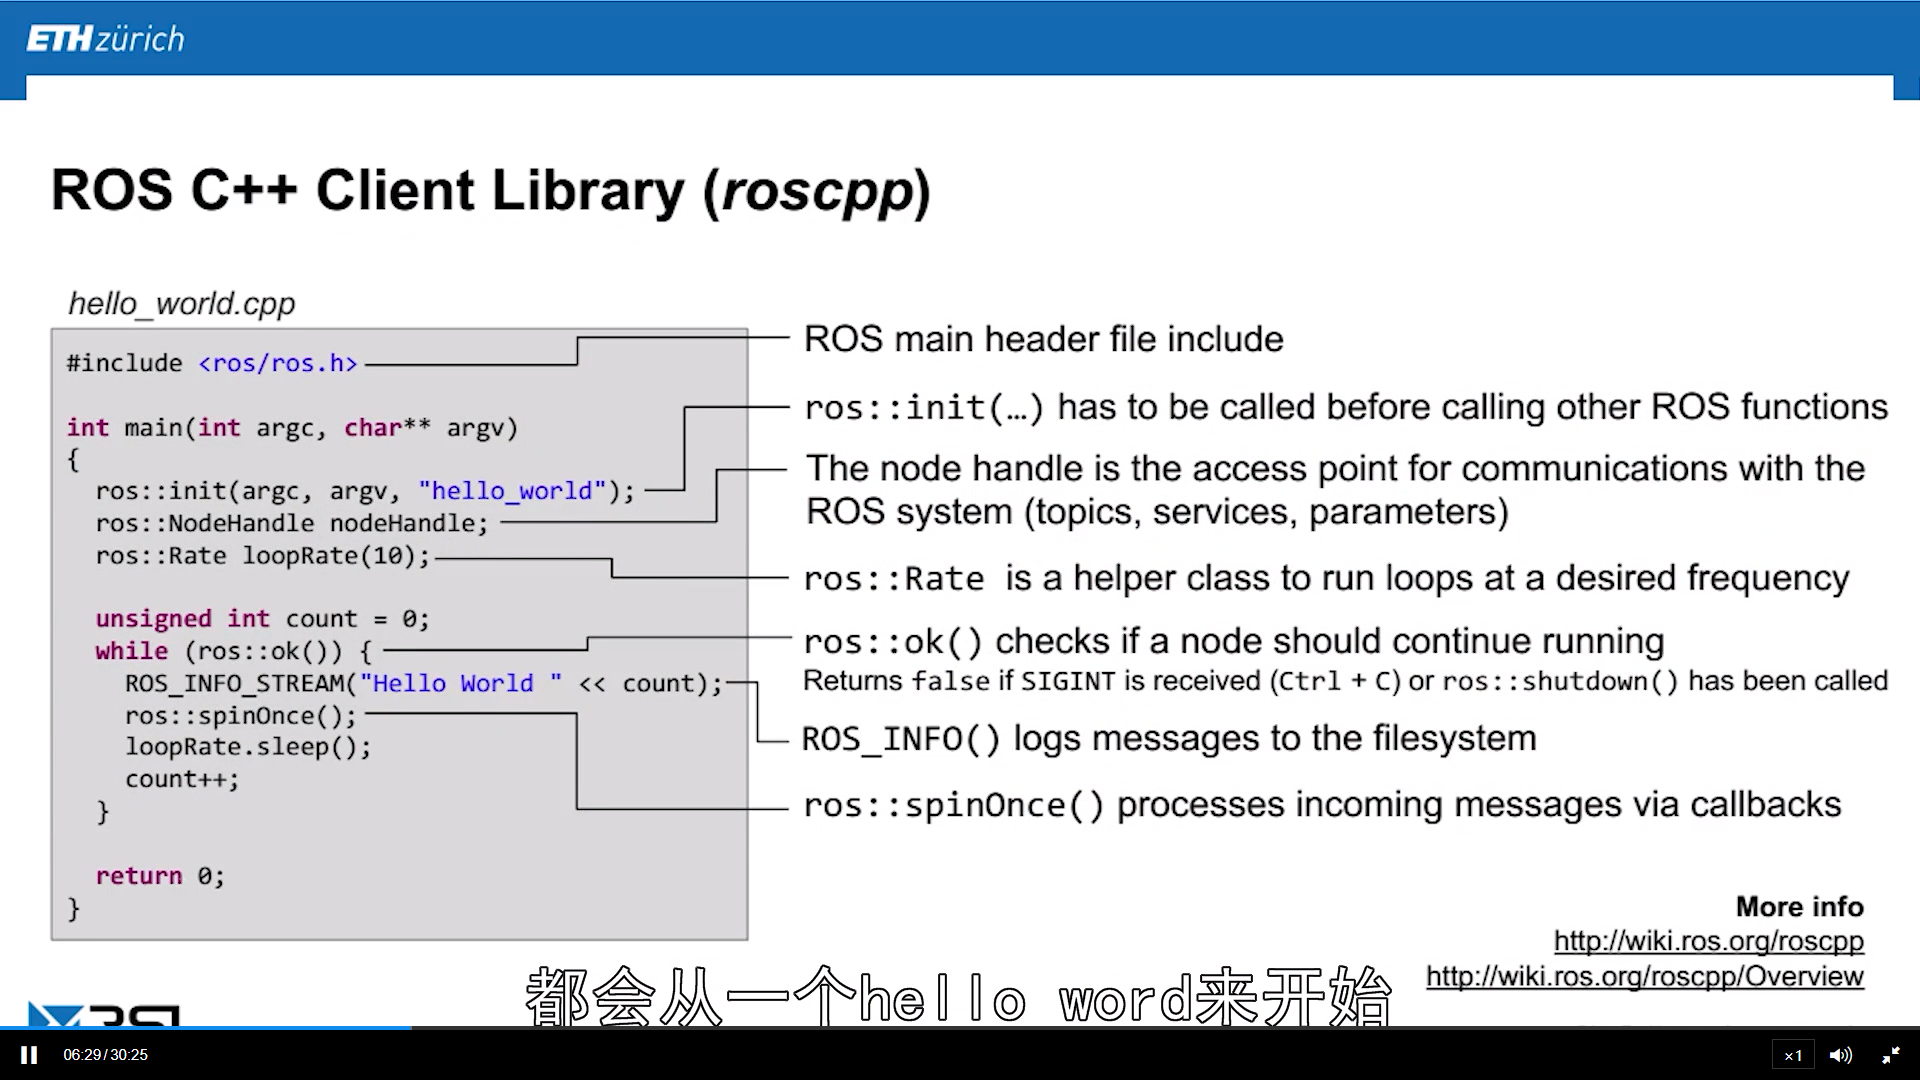 ETH zürich
ROS C++ Client Library (roscpp)
hello_world.cpp
#include <ros/ros.h>
int main(int argc, char** argv)
{
ros::init(argc, argv, "hello_world");
ros::NodeHandle nodeHandle;
ros::Rate loopRate(10);
unsigned int count = 0;
while (ros::ok()) {
ROS_INFO_STREAM("Hello World " << count);
ros::spinOnce();
loopRate.sleep();
count++;
}
return 0;
}
ROS main header file include
ros::init(…) has to be called before calling other ROS functions
The node handle is the access point for communications with the
ROS system (topics, services, parameters)
ros::Rate is a helper class to run loops at a desired frequency
ros::ok() checks if a node should continue running
Returns false if SIGINT is received (Ctrl + C) or ros::shutdown() has been called
ROS_INFO() logs messages to the filesystem
ros::spinOnce() processes incoming messages via callbacks
More info
http://wiki.ros.org/roscpp
http://wiki.ros.org/roscpp/Overview
都会从一个hello word来开始
06:29/30:25
×1